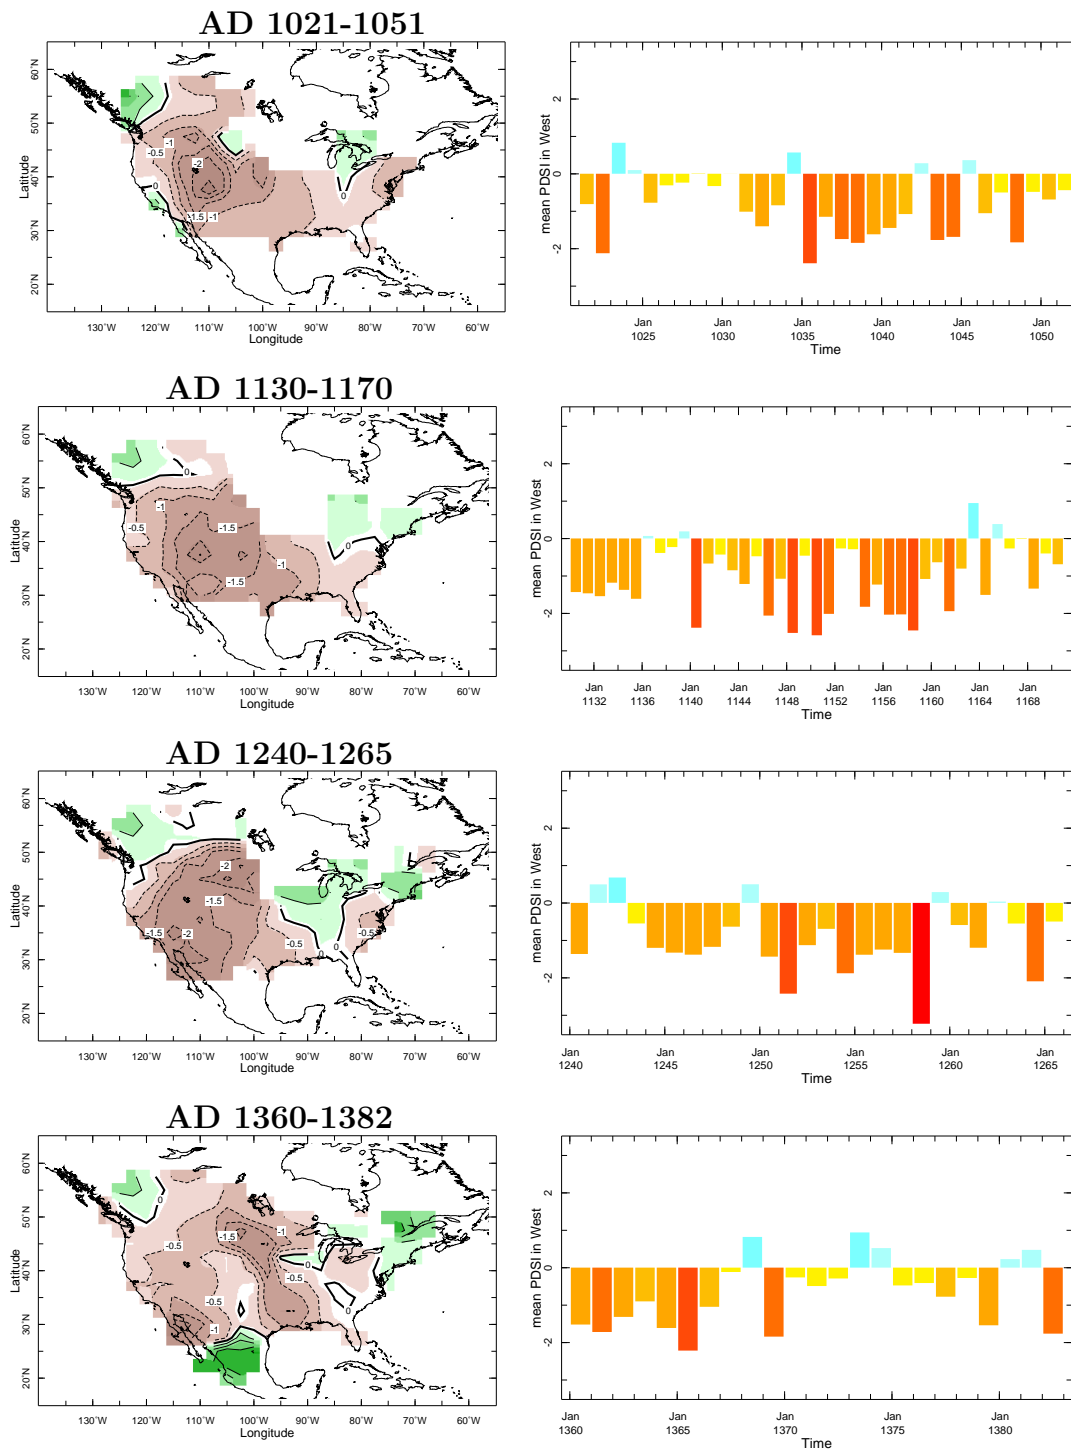 AD 1021-1051
60˚N
50˚N
40˚N
30˚N
20˚N
Latitude
-1
-0.5
-2
0
0
-1.5
-1
130˚W 120˚W 110˚W 100˚W 90˚W 80˚W 70˚W 60˚W
Longitude
mean PDSI in West
2
0
-2
Jan Jan Jan Jan Jan Jan
1025 1030 1035 1040 1045 1050
Time
AD 1130-1170
60˚N
50˚N
40˚N
30˚N
20˚N
Latitude
0
-1
-0.5
-1.5
0
-1
-1.5
130˚W 120˚W 110˚W 100˚W 90˚W 80˚W 70˚W 60˚W
Longitude
mean PDSI in West
2
0
-2
Jan Jan Jan Jan Jan Jan Jan Jan Jan Jan
1132 1136 1140 1144 1148 1152 1156 1160 1164 1168
Time
AD 1240-1265
60˚N
50˚N
40˚N
30˚N
20˚N
Latitude
0
-2
0
-1.5
-1.5
-2
-0.5
0
0
-0.5
130˚W 120˚W 110˚W 100˚W 90˚W 80˚W 70˚W 60˚W
Longitude
mean PDSI in West
2
0
-2
Jan Jan Jan Jan Jan Jan
1240 1245 1250 1255 1260 1265
Time
AD 1360-1382
60˚N
50˚N
40˚N
30˚N
20˚N
Latitude
0
-1.5
-1
-0.5
0
-0.5
-0.5
0
-1
130˚W 120˚W 110˚W 100˚W 90˚W 80˚W 70˚W 60˚W
Longitude
mean PDSI in West
2
0
-2
Jan Jan Jan Jan Jan
1360 1365 1370 1375 1380
Time